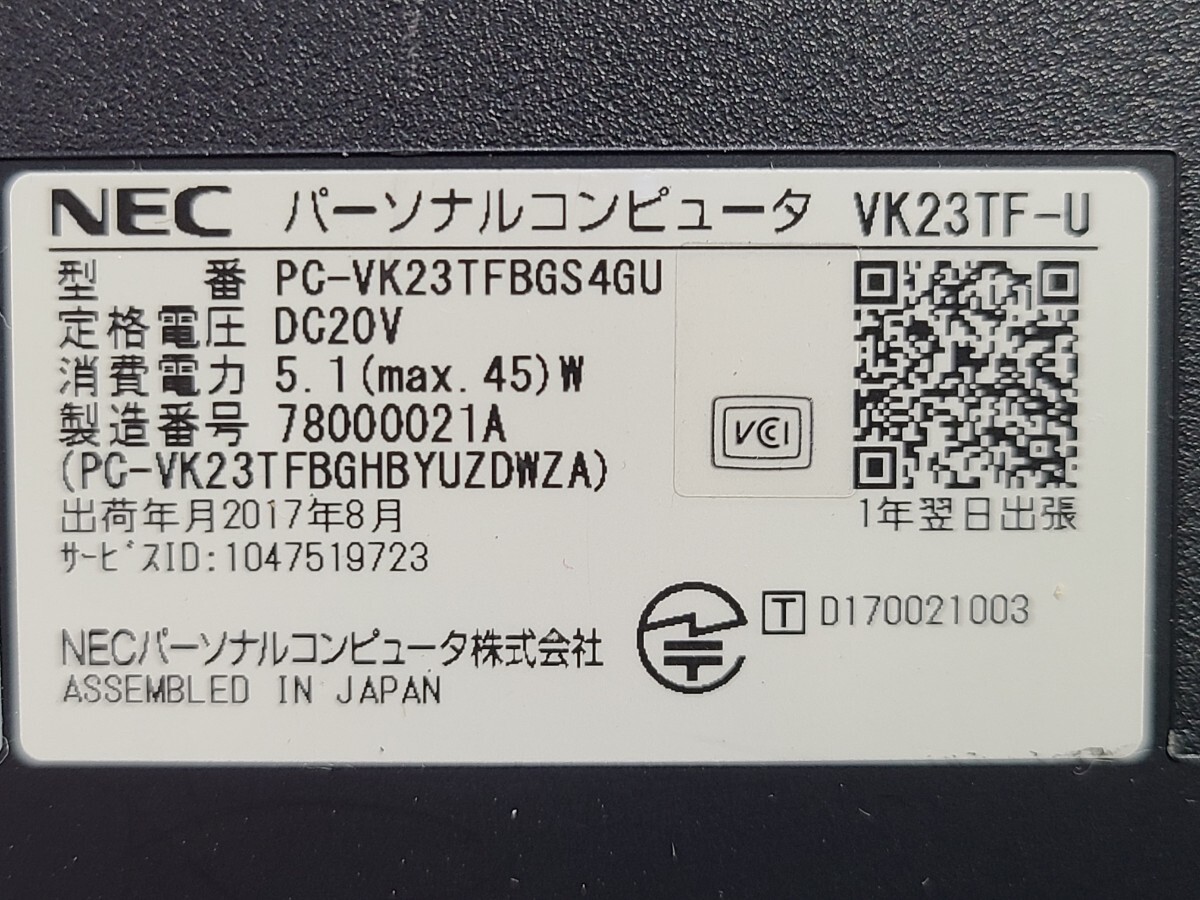 NEC パーソナルコンピュータ VK23TF-U
型 番 PC-VK23TFBGS4GU
定格電圧 DC20V
消費電力 5.1(max.45)W
製造番号 78000021A
(PC-VK23TFBGHBYUZDWZA)
出荷年月2017年8月
ｻｰﾋﾞｽID:1047519723
VCCI
1年翌日出張
T D170021003
NECパーソナルコンピュータ株式会社
ASSEMBLED IN JAPAN